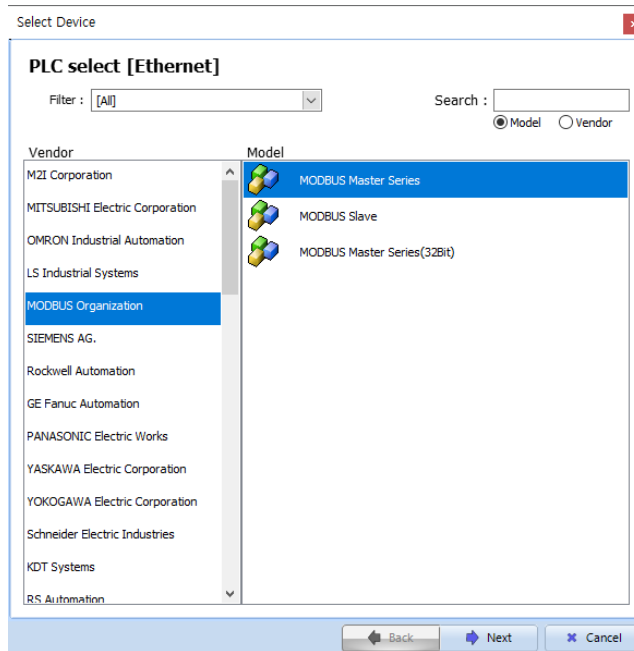 Select Device
PLC select [Ethernet]
Filter : [All]
Search :
Model Vendor
Vendor
M2I Corporation
MITSUBISHI Electric Corporation
OMRON Industrial Automation
LS Industrial Systems
MODBUS Organization
SIEMENS AG.
Rockwell Automation
GE Fanuc Automation
PANASONIC Electric Works
YASKAWA Electric Corporation
YOKOGAWA Electric Corporation
Schneider Electric Industries
KDT Systems
RS Automation
Model
MODBUS Master Series
MODBUS Slave
MODBUS Master Series(32Bit)
Back Next Cancel